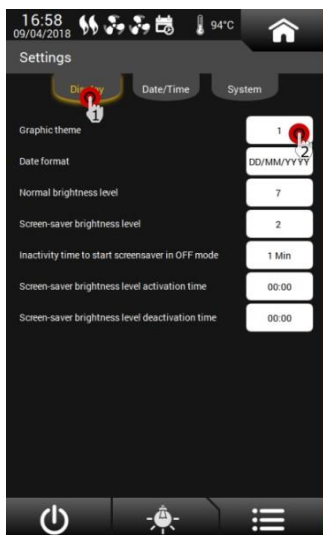 16:58
09/04/2018
94°C
Settings
Display
Date/Time
System
1
Graphic theme
1
2
Date format
DD/MM/YYYY
Normal brightness level
7
Screen-saver brightness level
2
Inactivity time to start screensaver in OFF mode
1 Min
Screen-saver brightness level activation time
00:00
Screen-saver brightness level deactivation time
00:00